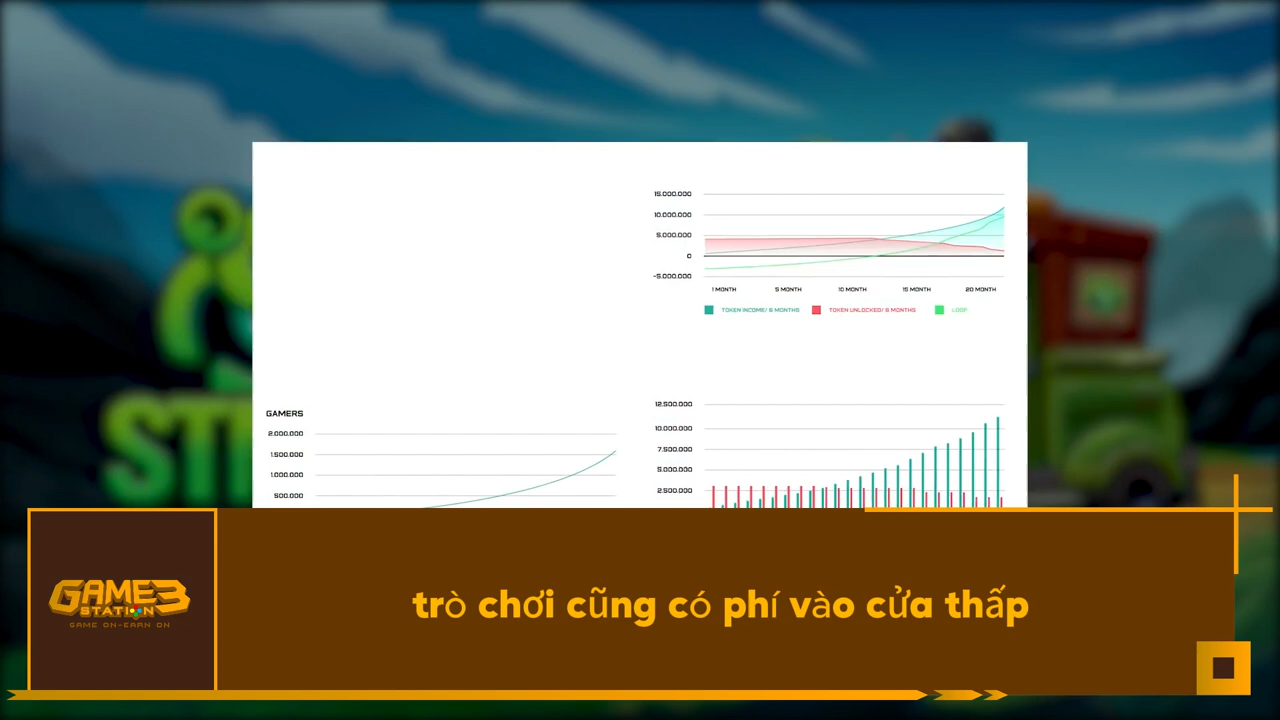 15.000.000
10.000.000
5.000.000
0
-5.000.000
1 MONTH 5 MONTH 10 MONTH 15 MONTH 20 MONTH
TOKEN INCOME/ 6 MONTHS TOKEN UNLOCKED/ 6 MONTHS LOOP
GAMERS
2.000.000
1.500.000
1.000.000
500.000
12.500.000
10.000.000
7.500.000
5.000.000
2.500.000
GAME3
STATION
GAME ON-EARN ON
trò chơi cũng có phí vào cửa thấp